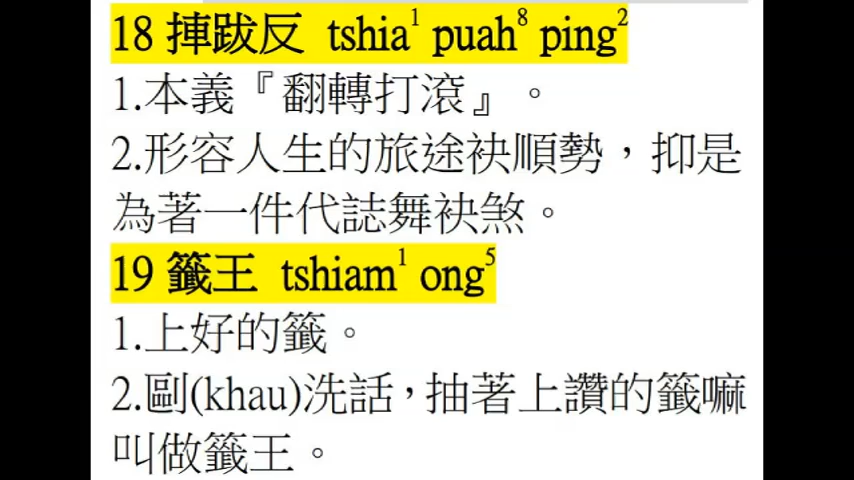 18 捙跋反 tshia¹ puah⁸ ping²
1.本義『翻轉打滾』。
2.形容人生的旅途袂順勢，抑是
為著一件代誌舞袂煞。
19 籤王 tshiam¹ ong⁵
1.上好的籤。
2.剾(khau)洗話，抽著上讚的籤嘛
叫做籤王。